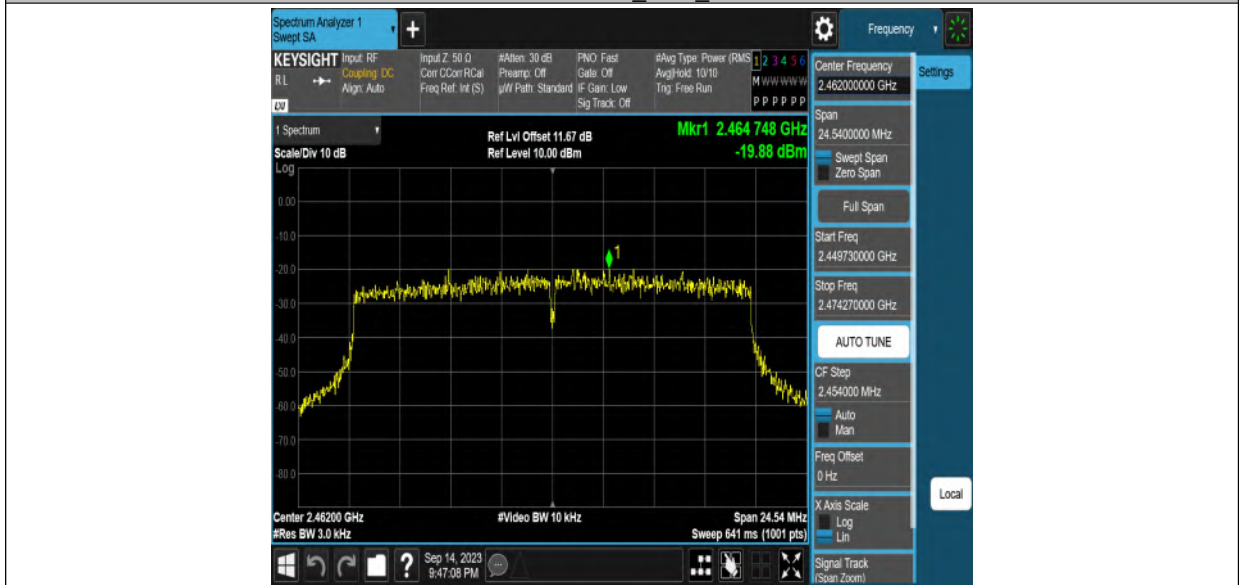 Spectrum Analyzer 1
Swept SA
+
Frequency
KEYSIGHT
RL
LXI
Input: RF
Coupling: DC
Align: Auto
Input Z: 50 Ω
Corr CCorr RCal
Freq Ref: Int (S)
#Atten: 30 dB
Preamp: Off
µW Path: Standard
PNO: Fast
Gate: Off
IF Gain: Low
Sig Track: Off
#Avg Type: Power (RMS
Avg|Hold: 10/10
Trig: Free Run
1 2 3 4 5 6
M W W W W W
P P P P P P
Center Frequency
2.462000000 GHz
Settings
1 Spectrum
Scale/Div 10 dB
Ref Lvl Offset 11.67 dB
Ref Level 10.00 dBm
Mkr1 2.464 748 GHz
-19.88 dBm
Span
24.5400000 MHz
Swept Span
Zero Span
Full Span
Start Freq
2.449730000 GHz
Stop Freq
2.474270000 GHz
AUTO TUNE
CF Step
2.454000 MHz
Auto
Man
Freq Offset
0 Hz
X Axis Scale
Log
Lin
Local
Signal Track
(Span Zoom)
Log
0.00
-10.0
-20.0
-30.0
-40.0
-50.0
-60.0
-70.0
-80.0
1
Center 2.46200 GHz
#Res BW 3.0 kHz
#Video BW 10 kHz
Span 24.54 MHz
Sweep 641 ms (1001 pts)
?
Sep 14, 2023
9:47:08 PM